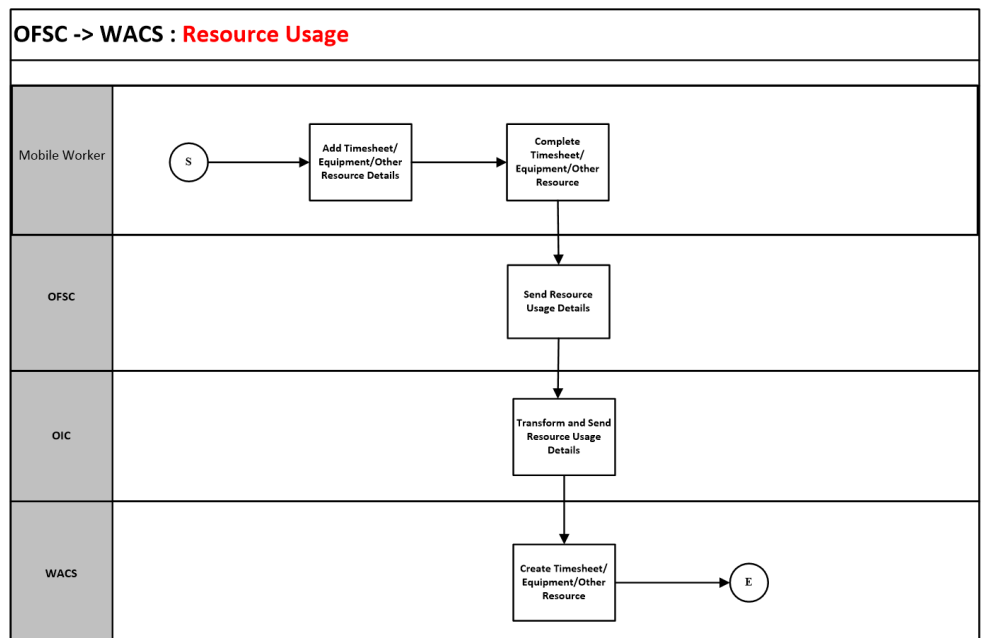 OFSC -> WACS : Resource Usage
Mobile Worker
S
Add Timesheet/
Equipment/Other
Resource Details
Complete
Timesheet/
Equipment/Other
Resource
OFSC
Send Resource
Usage Details
OIC
Transform and Send
Resource Usage
Details
WACS
Create Timesheet/
Equipment/Other
Resource
E